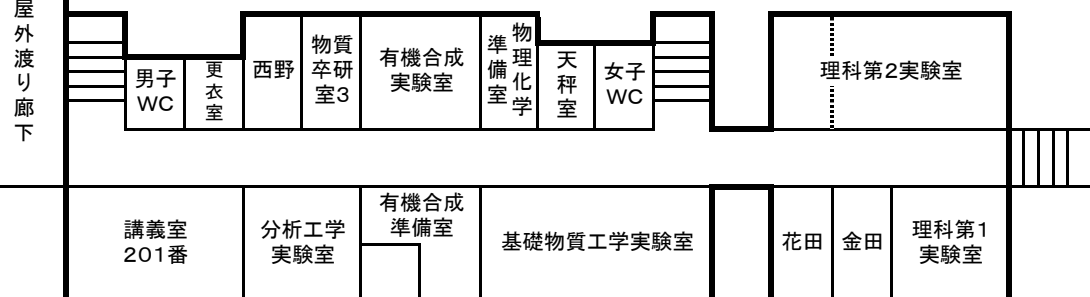 屋外渡り廊下
男子
WC
更衣室
西野
物質
卒研
室3
有機合成
実験室
物理化学
準備室
天秤室
女子
WC
理科第2実験室
講義室
201番
分析工学
実験室
有機合成
準備室
基礎物質工学実験室
花田
金田
理科第1
実験室